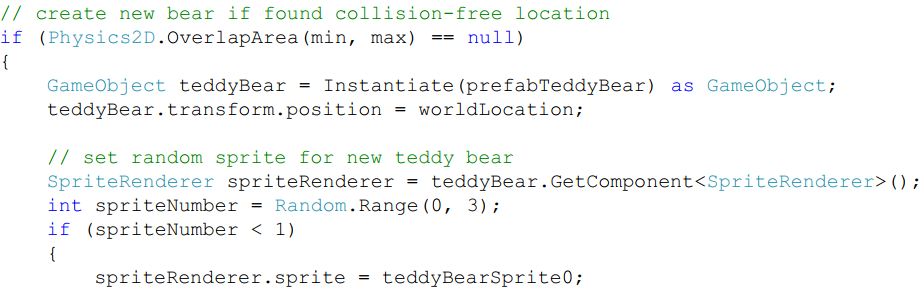 // create new bear if found collision-free location
if (Physics2D.OverlapArea(min, max) == null)
{
    GameObject teddyBear = Instantiate(prefabTeddyBear) as GameObject;
    teddyBear.transform.position = worldLocation;

    // set random sprite for new teddy bear
    SpriteRenderer spriteRenderer = teddyBear.GetComponent<SpriteRenderer>();
    int spriteNumber = Random.Range(0, 3);
    if (spriteNumber < 1)
    {
        spriteRenderer.sprite = teddyBearSprite0;